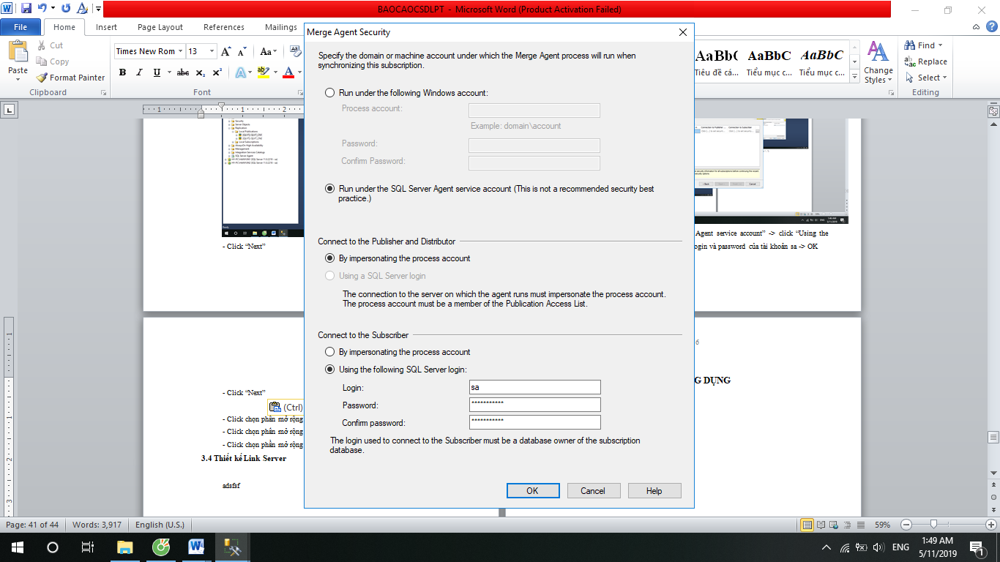 BAOCAOCSDLPT - Microsoft Word (Product Activation Failed)
File Home Insert Page Layout References Mailings
Paste
Cut
Copy
Format Painter
Clipboard
Times New Rom 13
Font
AaBb( AaBbC AaBbC
Tiêu đề cá... Tiểu mục c... Tiểu mục c...
Change
Styles
Find
Replace
Select
Editing
Merge Agent Security
Specify the domain or machine account under which the Merge Agent process will run when
synchronizing this subscription.
Run under the following Windows account:
Process account:
Example: domain\account
Password:
Confirm Password:
Run under the SQL Server Agent service account (This is not a recommended security best
practice.)
Connect to the Publisher and Distributor
By impersonating the process account
Using a SQL Server login
The connection to the server on which the agent runs must impersonate the process account.
The process account must be a member of the Publication Access List.
Connect to the Subscriber
By impersonating the process account
Using the following SQL Server login:
Login: sa
Password: ***********
Confirm password: ***********
The login used to connect to the Subscriber must be a database owner of the subscription
database.
OK Cancel Help
- Click “Next”
Agent service account” -> click “Using the
ogin và password của tài khoản sa -> OK
- Click “Next”
(Ctrl)
- Click chọn phân mở rộng
- Click chọn phân mở rộng
- Click chọn phần mở rộng
3.4 Thiết kế Link Server
adsfsf
6
G DỤNG
Page: 41 of 44 Words: 3,917 English (U.S.) 59%
ENG
1:49 AM
5/11/2019
1